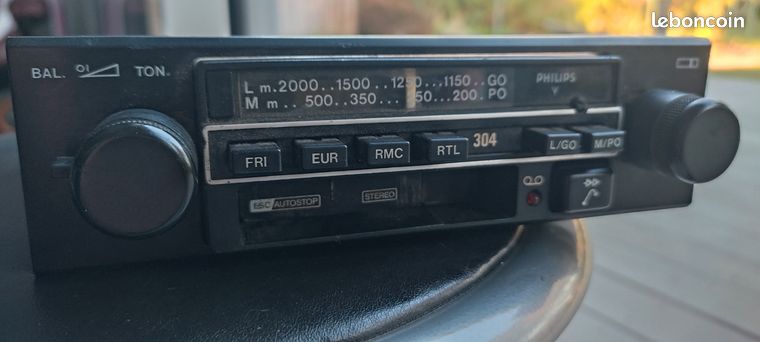 leboncoin
BAL. TON.
L m.2000..1500..1250...1150..GO
M m... 500..350... 250..200. PO
PHILIPS
FRI EUR RMC RTL 304 L/GO M/PO
ESC AUTOSTOP STEREO